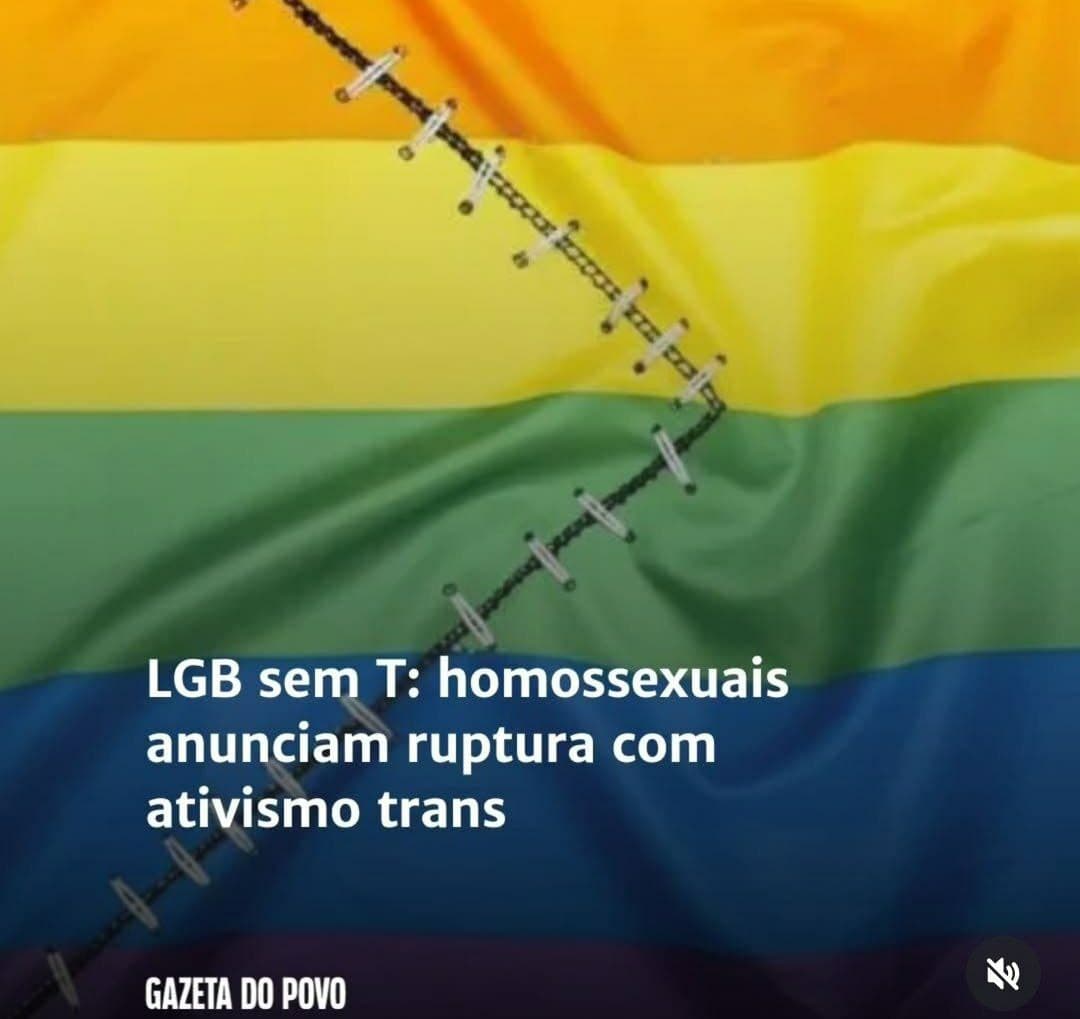 LGB sem T: homossexuais
anunciam ruptura com
ativismo trans
GAZETA DO POVO